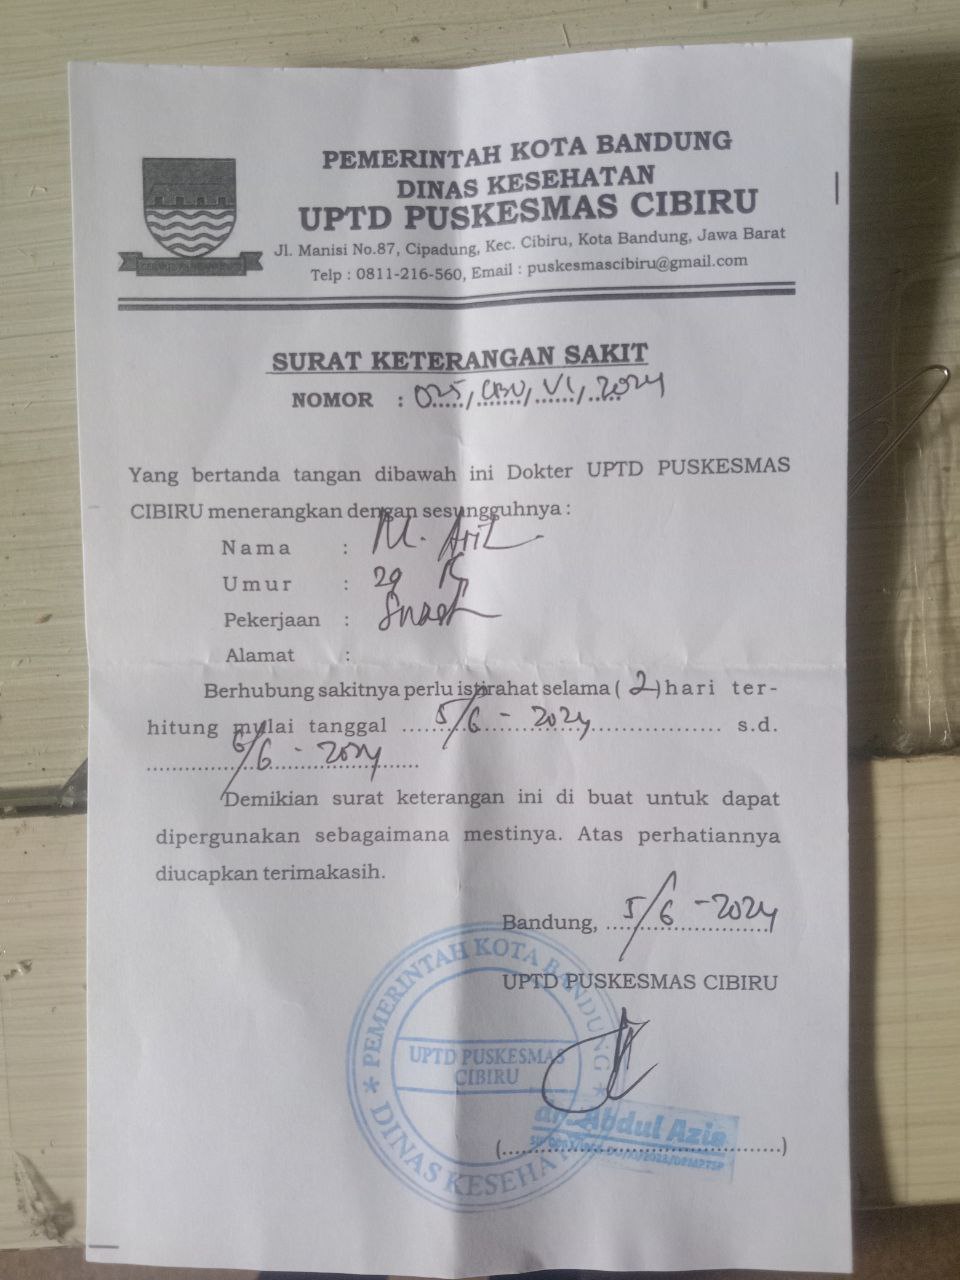 PEMERINTAH KOTA BANDUNG
DINAS KESEHATAN
UPTD PUSKESMAS CIBIRU
Jl. Manisi No.87, Cipadung, Kec. Cibiru, Kota Bandung, Jawa Barat
Telp : 0811-216-560, Email : puskesmascibiru@gmail.com
SURAT KETERANGAN SAKIT
NOMOR : 025/CBU/VI/2024
Yang bertanda tangan dibawah ini Dokter UPTD PUSKESMAS
CIBIRU menerangkan dengan sesungguhnya :
Nama : M.
Umur : 29
Pekerjaan :
Alamat :
Berhubung sakitnya perlu istirahat selama ( 2 ) hari ter-
hitung mulai tanggal 5/6 - 2024 s.d.
6/6 - 2024
Demikian surat keterangan ini di buat untuk dapat
dipergunakan sebagaimana mestinya. Atas perhatiannya
diucapkan terimakasih.
Bandung, 5/6 - 2024
UPTD PUSKESMAS CIBIRU
PEMERINTAH KOTA BANDUNG
UPTD PUSKESMAS
CIBIRU
DINAS KESEHATAN
dr. Abdul Azis